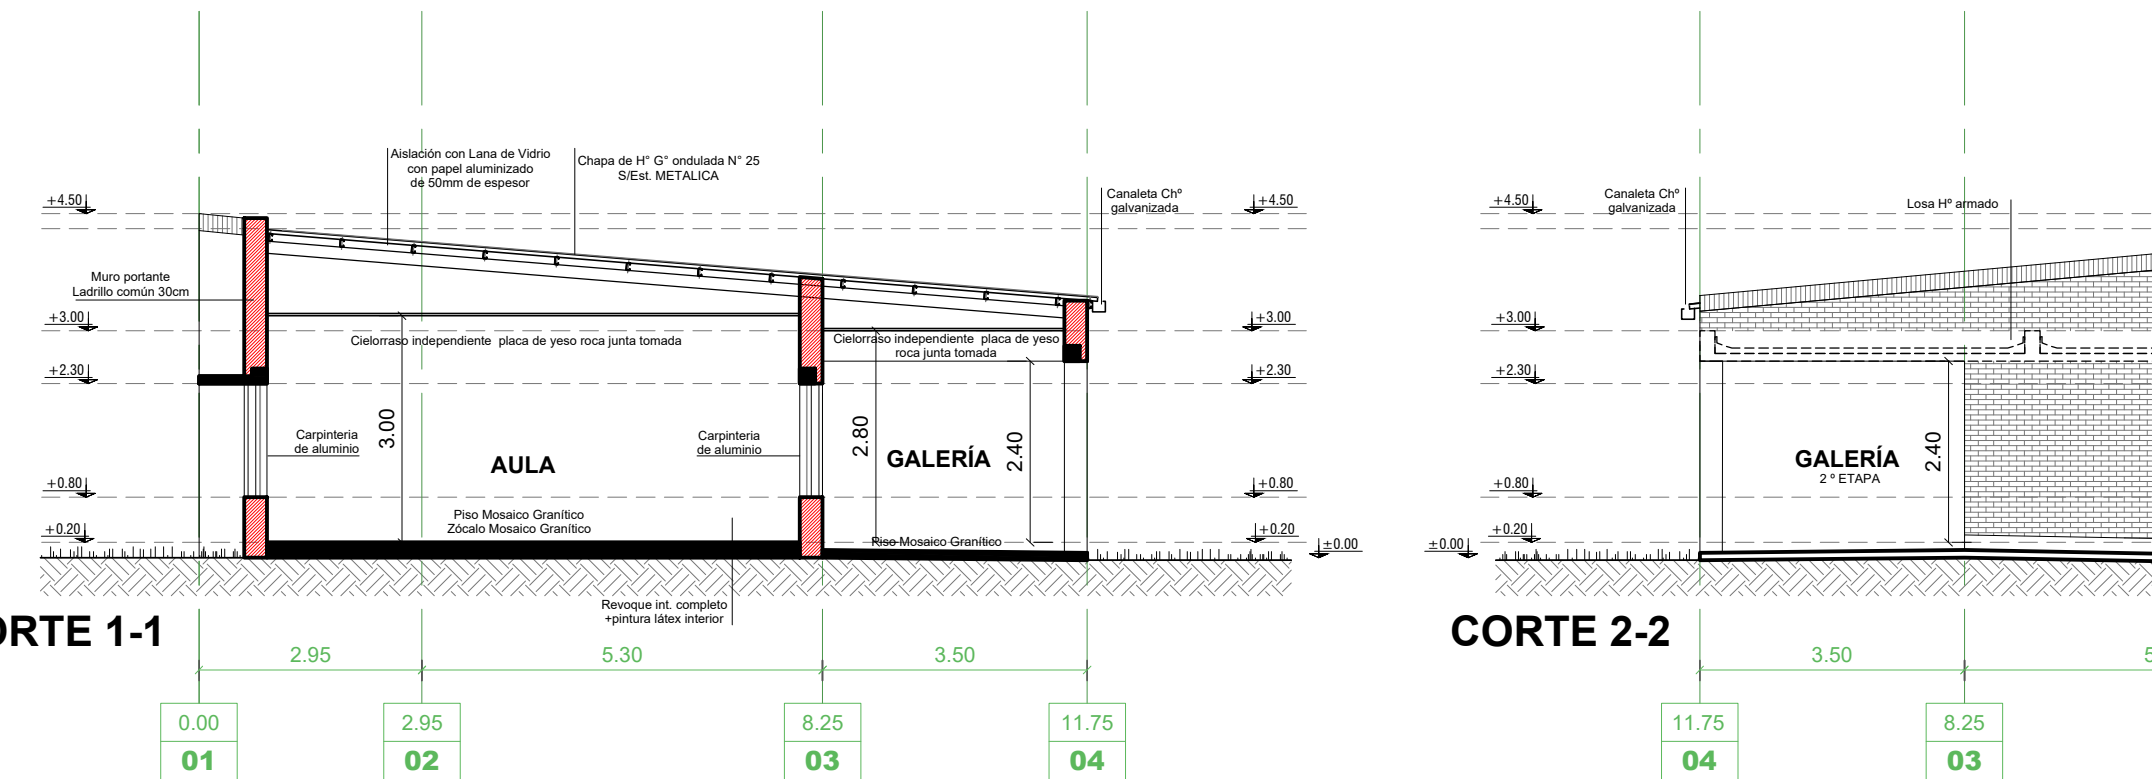 Aislación con Lana de Vidrio
con papel aluminizado
de 50mm de espesor
Chapa de H° G° ondulada N° 25
S/Est. METALICA
Canaleta Chº
galvanizada
+4.50
+4.50
Muro portante
Ladrillo común 30cm
+3.00
+3.00
Cielorraso independiente placa de yeso roca junta tomada
Cielorraso independiente placa de yeso
roca junta tomada
+2.30
+2.30
3.00
2.80
2.40
Carpinteria
de aluminio
Carpinteria
de aluminio
AULA
GALERÍA
+0.80
+0.80
Piso Mosaico Granítico
Zócalo Mosaico Granítico
Piso Mosaico Granítico
+0.20
+0.20
±0.00
Revoque int. completo
+pintura látex interior
ORTE 1-1
2.95
5.30
3.50
0.00
01
2.95
02
8.25
03
11.75
04
Canaleta Chº
galvanizada
Losa Hº armado
+4.50
+3.00
+2.30
GALERÍA
2 º ETAPA
2.40
+0.80
+0.20
±0.00
CORTE 2-2
3.50
5
11.75
04
8.25
03